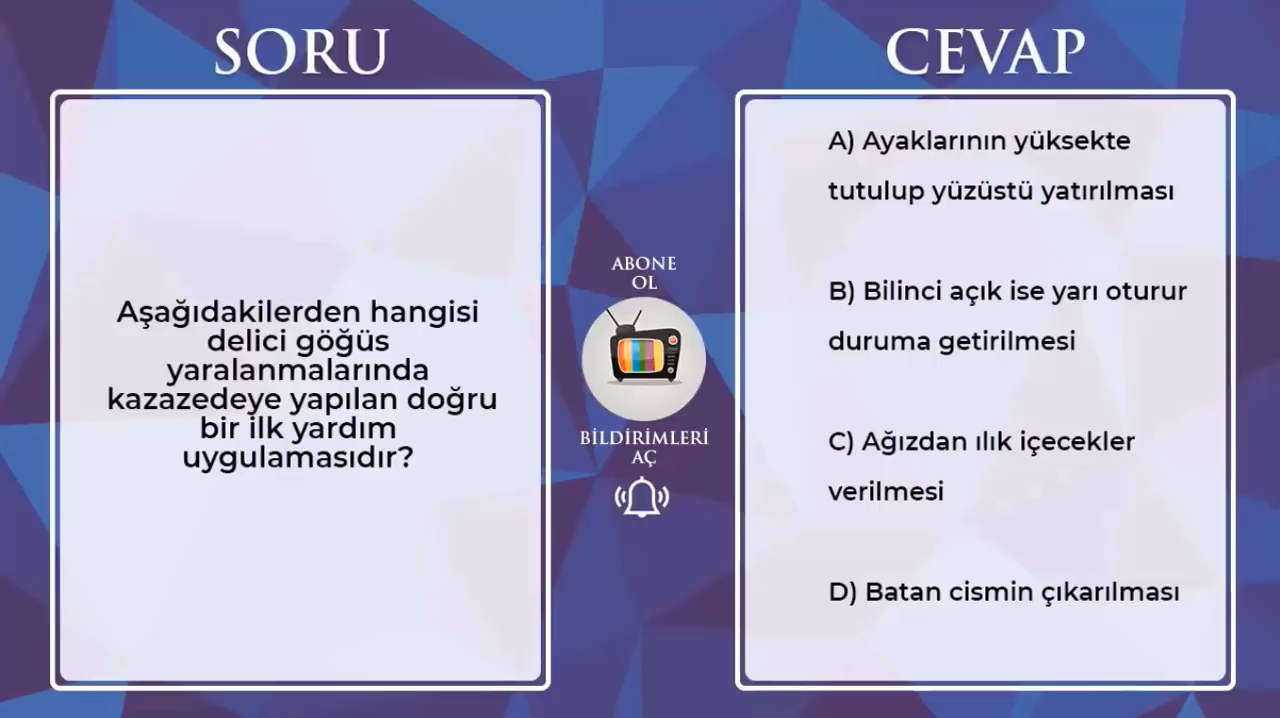 SORU
Aşağıdakilerden hangisi
delici göğüs
yaralanmalarında
kazazedeye yapılan doğru
bir ilk yardım
uygulamasıdır?
ABONE
OL
BİLDİRİMLERİ
AÇ
CEVAP
A) Ayaklarının yüksekte
tutulup yüzüstü yatırılması
B) Bilinci açık ise yarı oturur
duruma getirilmesi
C) Ağızdan ılık içecekler
verilmesi
D) Batan cismin çıkarılması